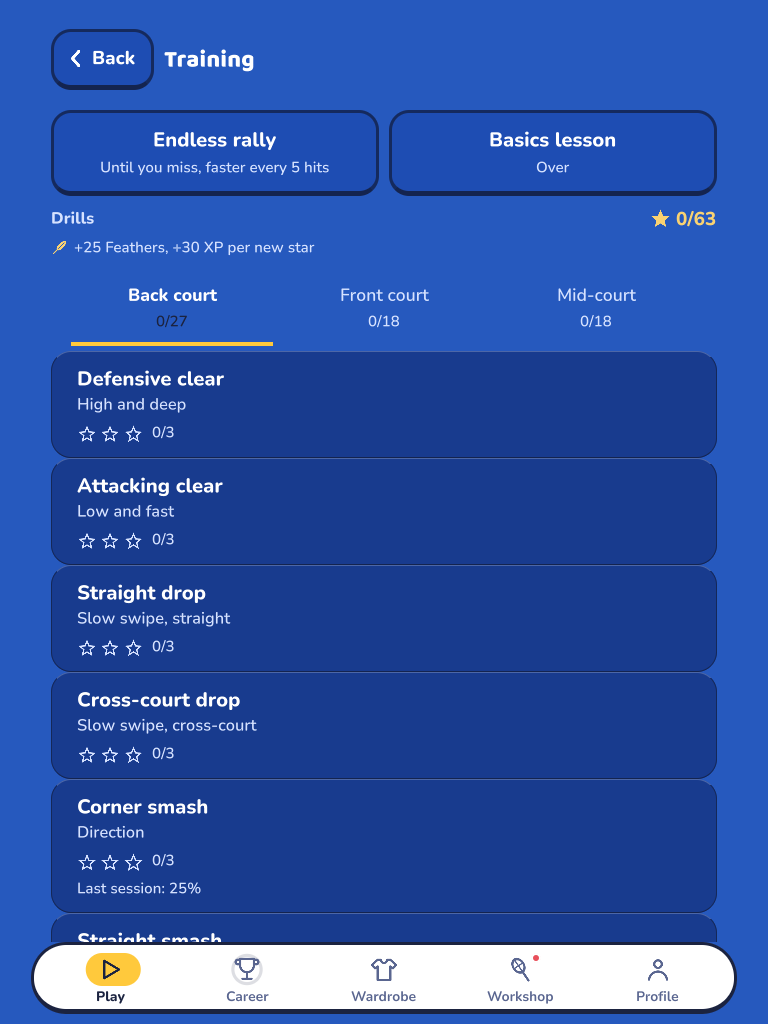 Back
Training
Endless rally
Until you miss, faster every 5 hits
Basics lesson
Over
Drills
0/63
+25 Feathers, +30 XP per new star
Back court
0/27
Front court
0/18
Mid-court
0/18
Defensive clear
High and deep
0/3
Attacking clear
Low and fast
0/3
Straight drop
Slow swipe, straight
0/3
Cross-court drop
Slow swipe, cross-court
0/3
Corner smash
Direction
0/3
Last session: 25%
Straight smash
Play
Career
Wardrobe
Workshop
Profile